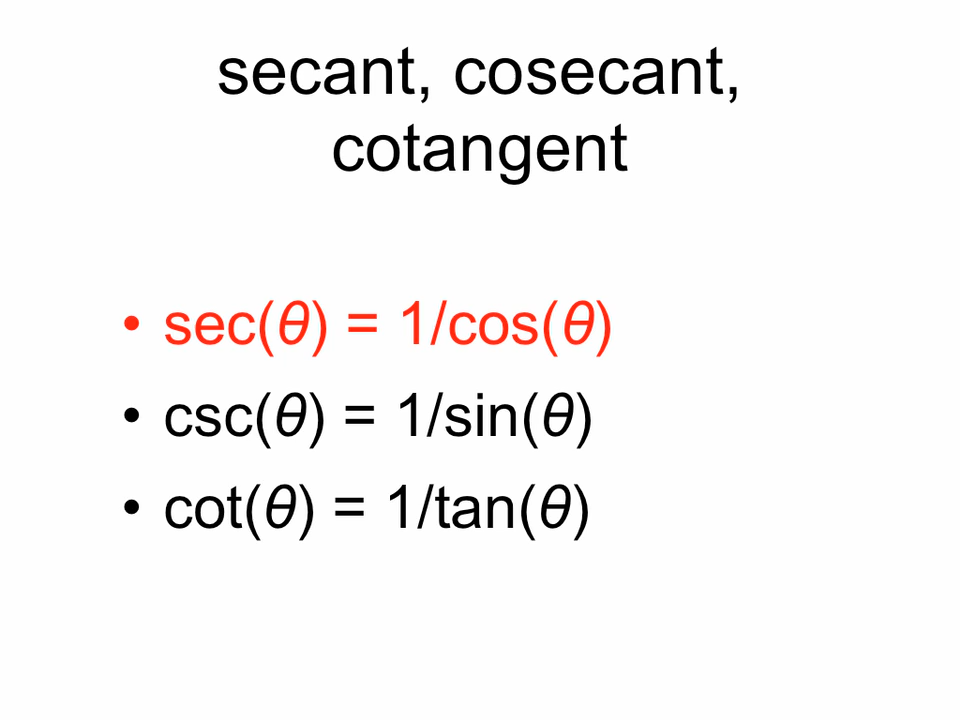 secant, cosecant,
cotangent
• sec(θ) = 1/cos(θ)
• csc(θ) = 1/sin(θ)
• cot(θ) = 1/tan(θ)